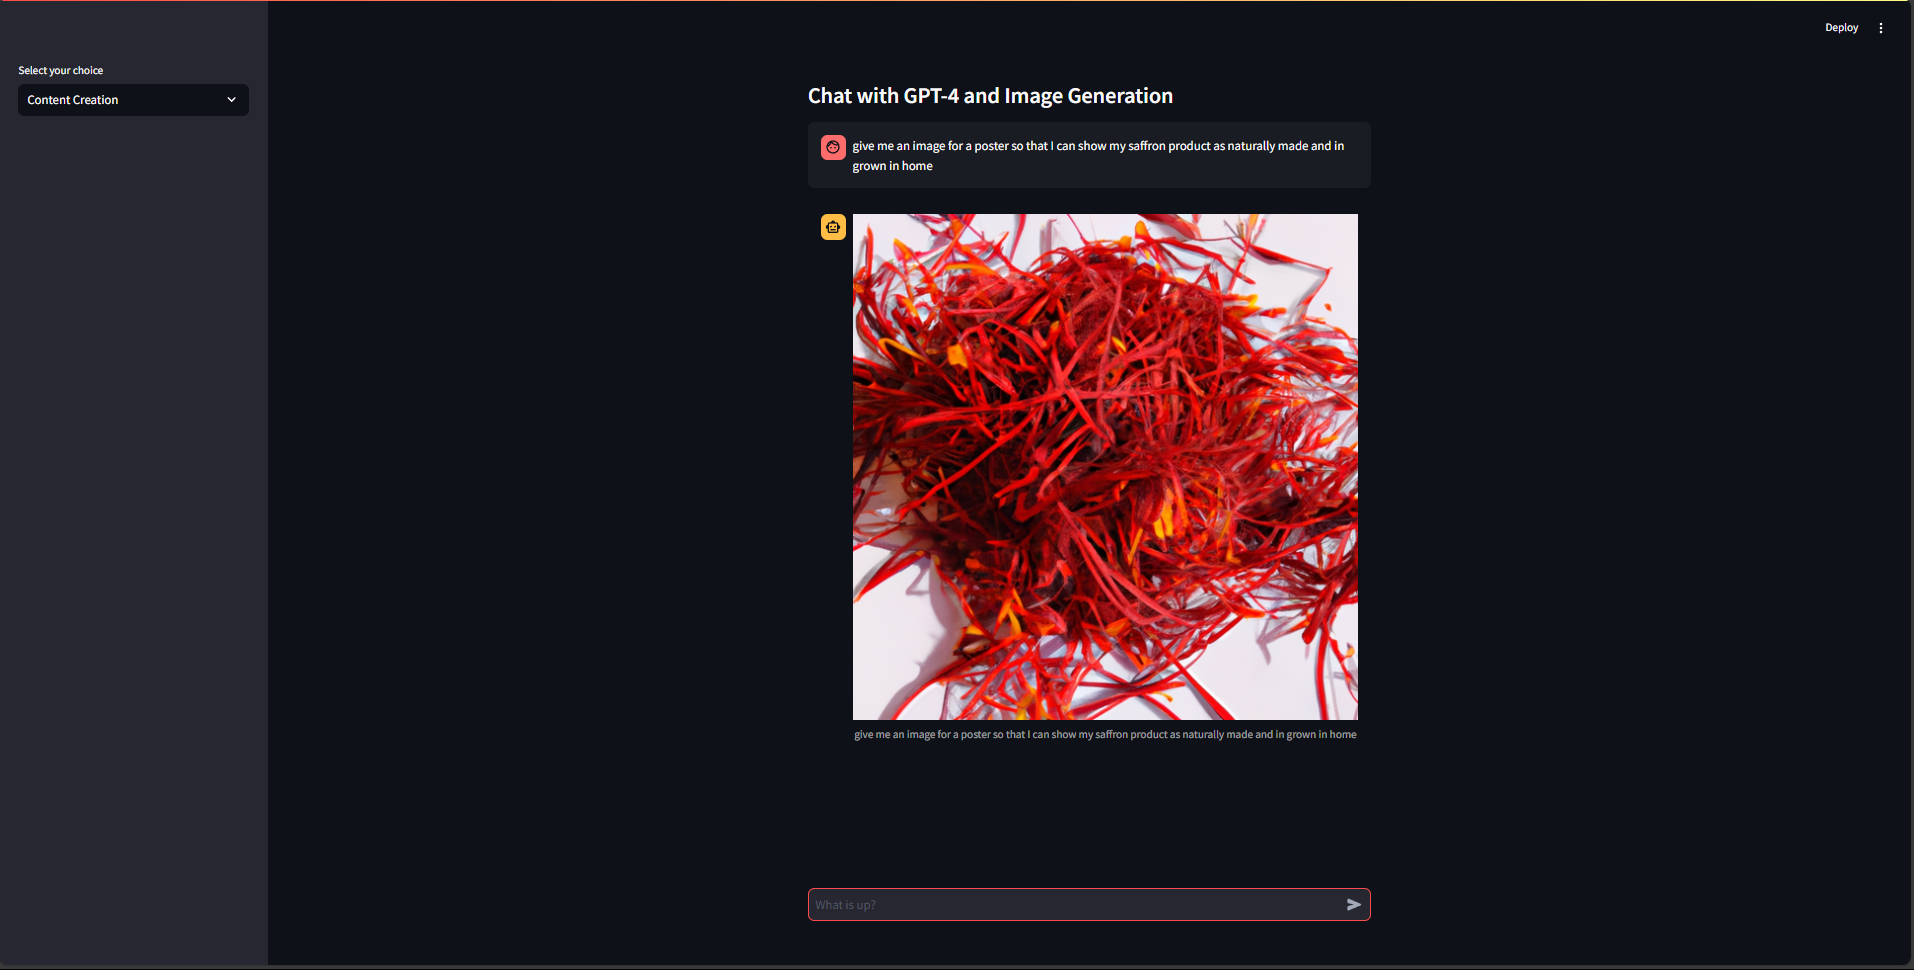 Deploy
Select your choice
Content Creation
Chat with GPT-4 and Image Generation
give me an image for a poster so that I can show my saffron product as naturally made and in
grown in home
give me an image for a poster so that I can show my saffron product as naturally made and in grown in home
What is up?